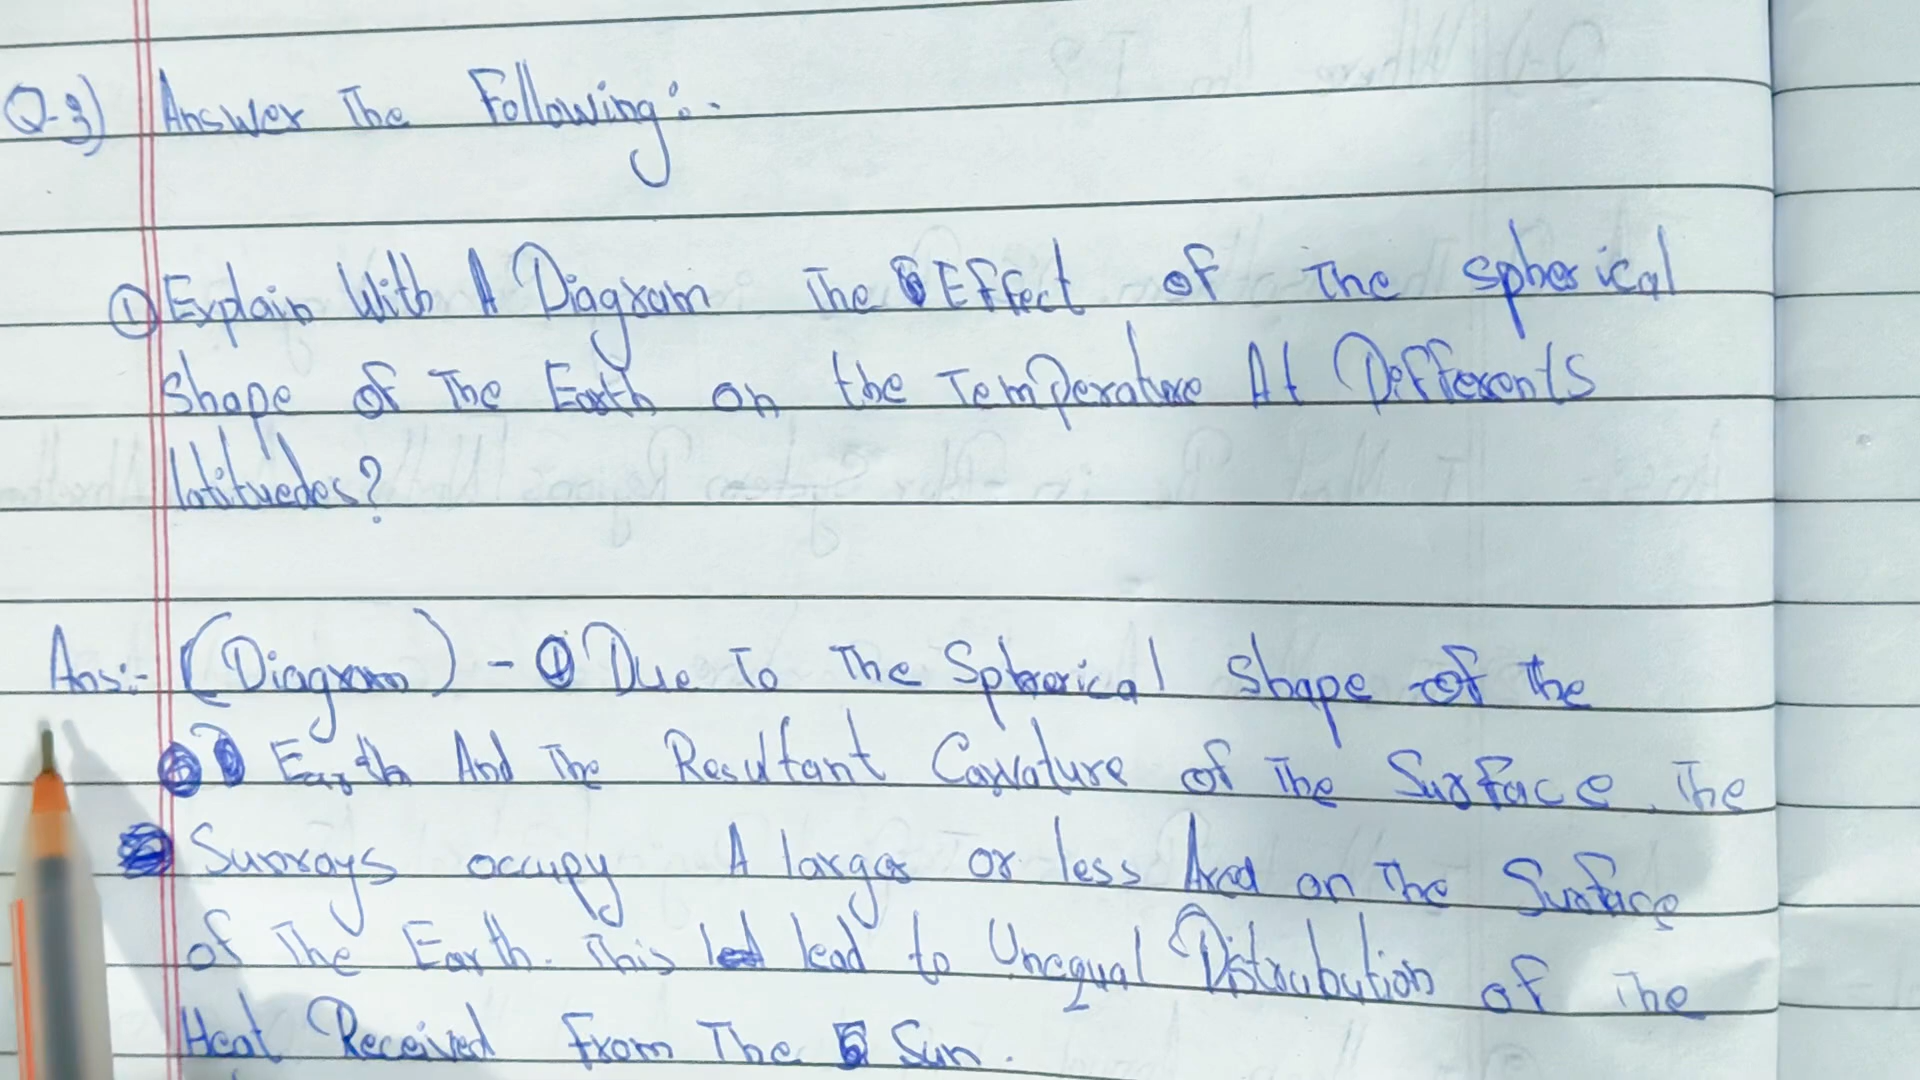 Q-3) Answer The Following:-
① Explain With A Diagram The Effect of The spherical
Shape of The Earth on the Temperature At Differents
latituedes?
Ans:- (Diagram) - ① Due To The Spherical Shape of the
Earth And The Resultant Curvature of The Surface. The
Sunrays occupy A larger or less Area on The Surface
of The Earth. This lead to Unequal Distrubution of The
Heat Received From The Sun.